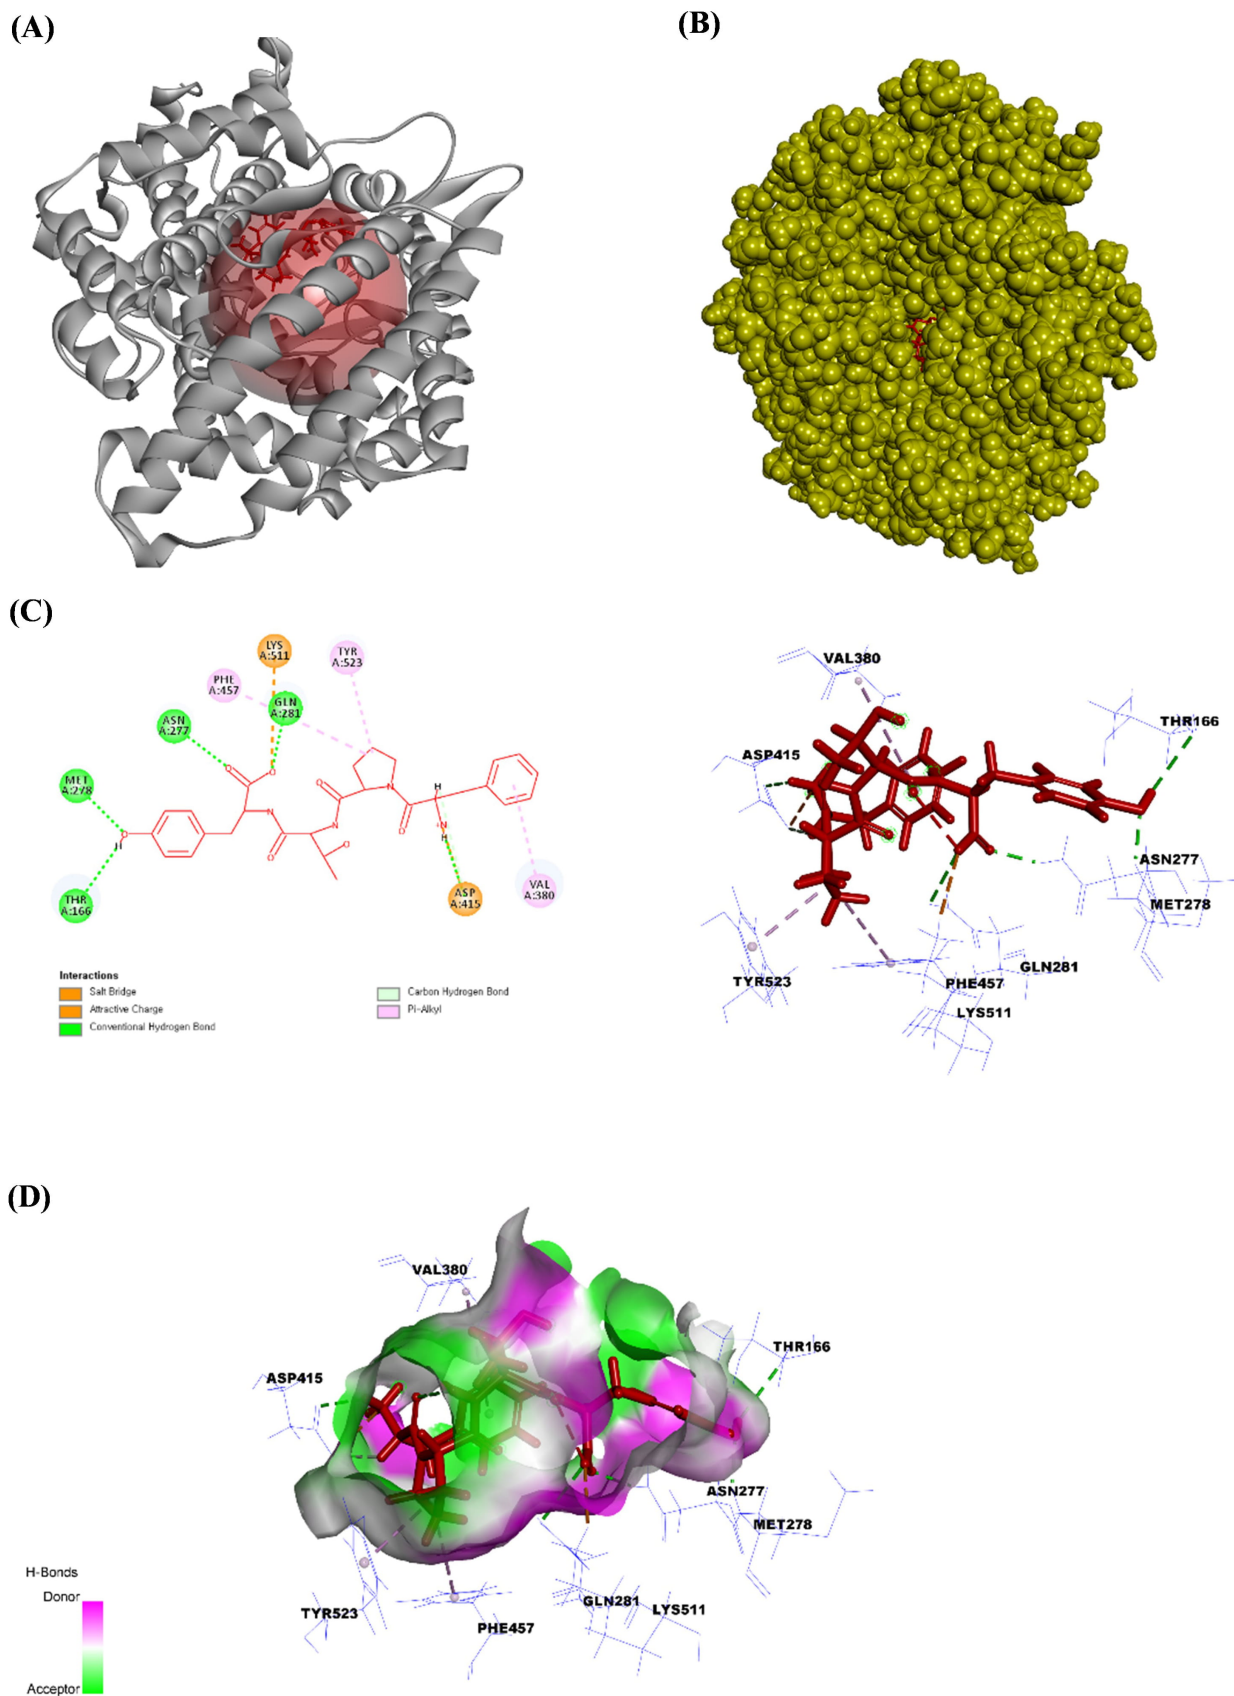 (A)
(B)
(C)
LYS
A:511
TYR
A:523
PHE
A:457
GLN
A:281
ASN
A:277
MET
A:278
THR
A:166
ASP
A:415
VAL
A:380
O
O
N
O
O
N
O
N
O
H
N
H
O
H
Interactions
Salt Bridge
Attractive Charge
Conventional Hydrogen Bond
Carbon Hydrogen Bond
Pi-Alkyl
VAL380
THR166
ASP415
ASN277
MET278
TYR523
GLN281
PHE457
LYS511
(D)
VAL380
THR166
ASP415
ASN277
MET278
GLN281
LYS511
TYR523
PHE457
H-Bonds
Donor
Acceptor